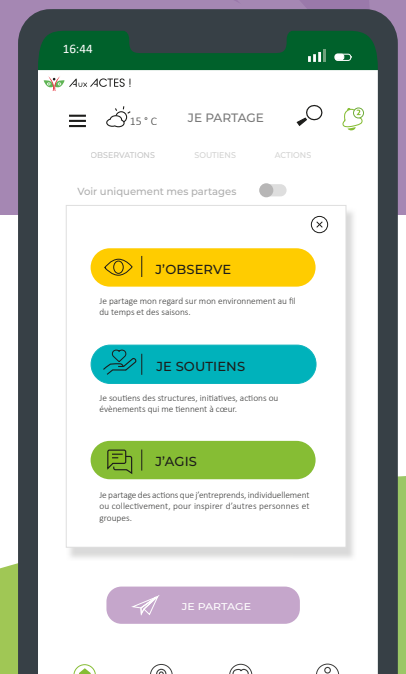 16:44
Aux ACTES !
15 ° C
JE PARTAGE
2
OBSERVATIONS
SOUTIENS
ACTIONS
Voir uniquement mes partages
J'OBSERVE
Je partage mon regard sur mon environnement au fil
du temps et des saisons.
JE SOUTIENS
Je soutiens des structures, initiatives, actions ou
évènements qui me tiennent à cœur.
J'AGIS
Je partage des actions que j'entreprends, individuellement
ou collectivement, pour inspirer d'autres personnes et
groupes.
JE PARTAGE